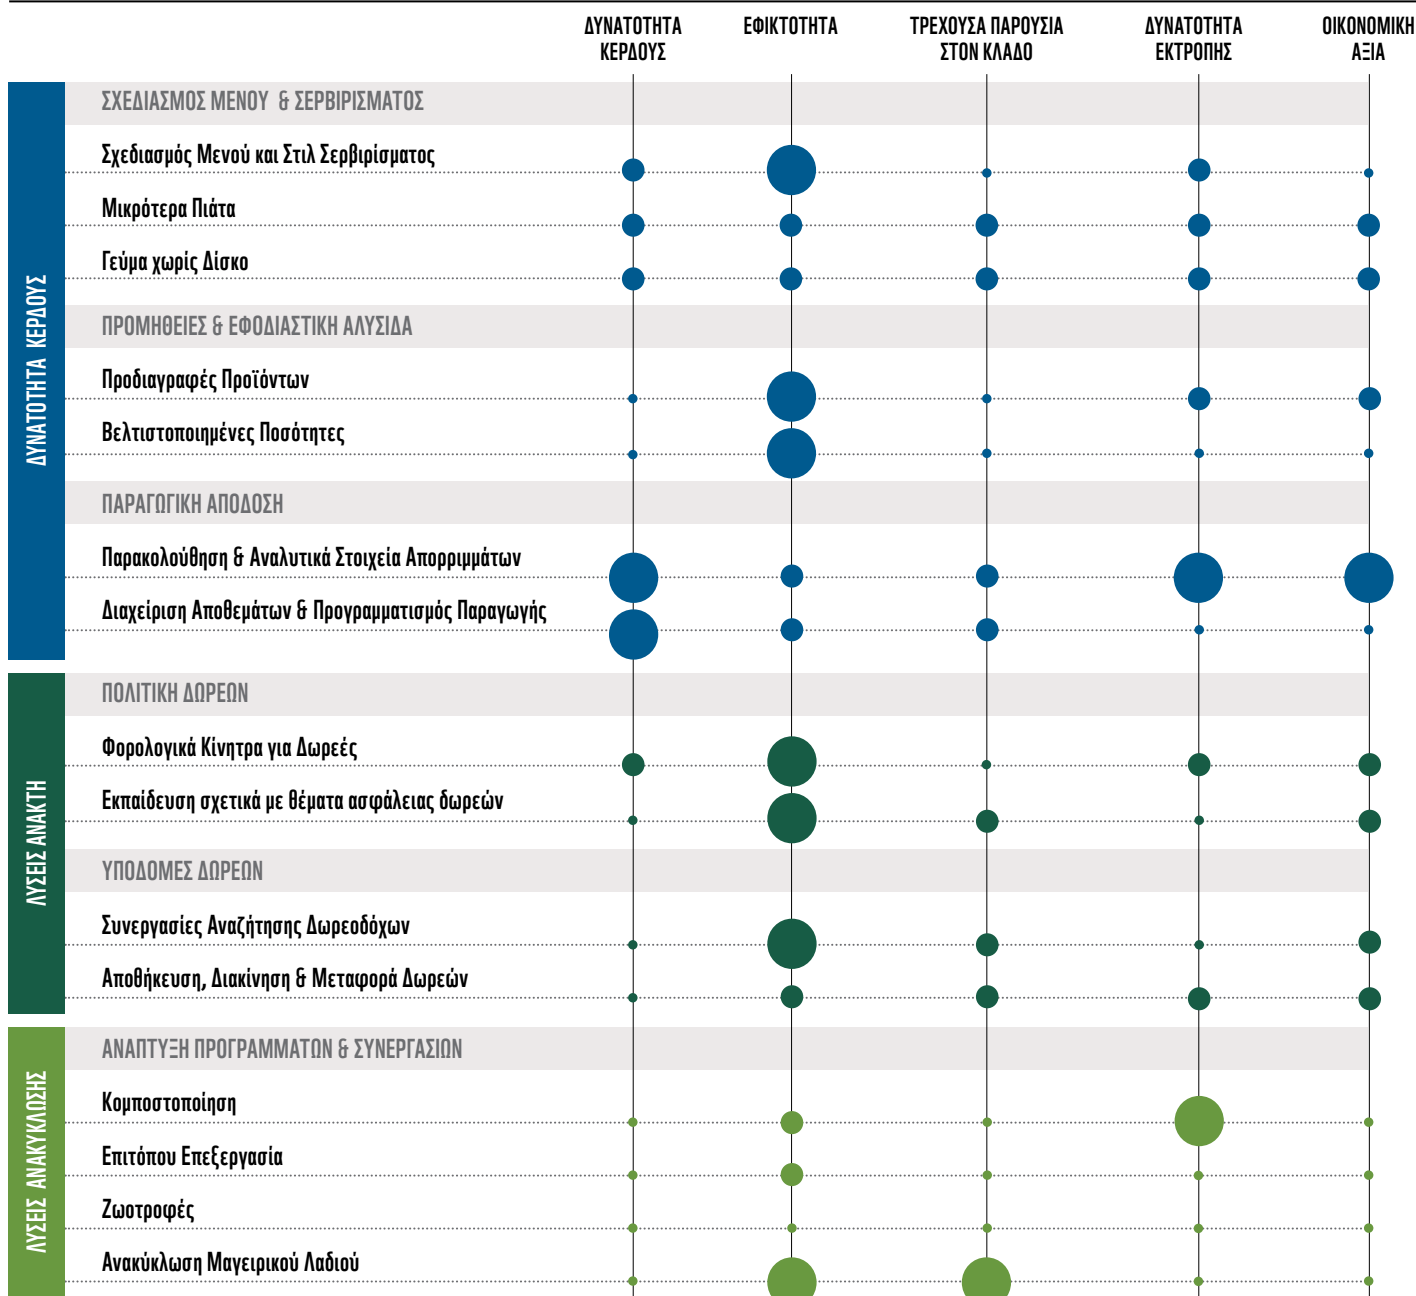 ΔΥΝΑΤΟΤΗΤΑ
ΚΕΡΔΟΥΣ
ΕΦΙΚΤΟΤΗΤΑ
ΤΡΕΧΟΥΣΑ ΠΑΡΟΥΣΙΑ
ΣΤΟΝ ΚΛΑΔΟ
ΔΥΝΑΤΟΤΗΤΑ
ΕΚΤΡΟΠΗΣ
ΟΙΚΟΝΟΜΙΚΗ
ΑΞΙΑ
ΔΥΝΑΤΟΤΗΤΑ ΚΕΡΔΟΥΣ
ΣΧΕΔΙΑΣΜΟΣ ΜΕΝΟΥ & ΣΕΡΒΙΡΙΣΜΑΤΟΣ
Σχεδιασμός Μενού και Στιλ Σερβιρίσματος
Μικρότερα Πιάτα
Γεύμα χωρίς Δίσκο
ΠΡΟΜΗΘΕΙΕΣ & ΕΦΟΔΙΑΣΤΙΚΗ ΑΛΥΣΙΔΑ
Προδιαγραφές Προϊόντων
Βελτιστοποιημένες Ποσότητες
ΠΑΡΑΓΩΓΙΚΗ ΑΠΟΔΟΣΗ
Παρακολούθηση & Αναλυτικά Στοιχεία Απορριμμάτων
Διαχείριση Αποθεμάτων & Προγραμματισμός Παραγωγής
ΛΥΣΕΙΣ ΑΝΑΚΤΗ
ΠΟΛΙΤΙΚΗ ΔΩΡΕΩΝ
Φορολογικά Κίνητρα για Δωρεές
Εκπαίδευση σχετικά με θέματα ασφάλειας δωρεών
ΥΠΟΔΟΜΕΣ ΔΩΡΕΩΝ
Συνεργασίες Αναζήτησης Δωρεοδόχων
Αποθήκευση, Διακίνηση & Μεταφορά Δωρεών
ΛΥΣΕΙΣ ΑΝΑΚΥΚΛΩΣΗΣ
ΑΝΑΠΤΥΞΗ ΠΡΟΓΡΑΜΜΑΤΩΝ & ΣΥΝΕΡΓΑΣΙΩΝ
Κομποστοποίηση
Επιτόπου Επεξεργασία
Ζωοτροφές
Ανακύκλωση Μαγειρικού Λαδιού